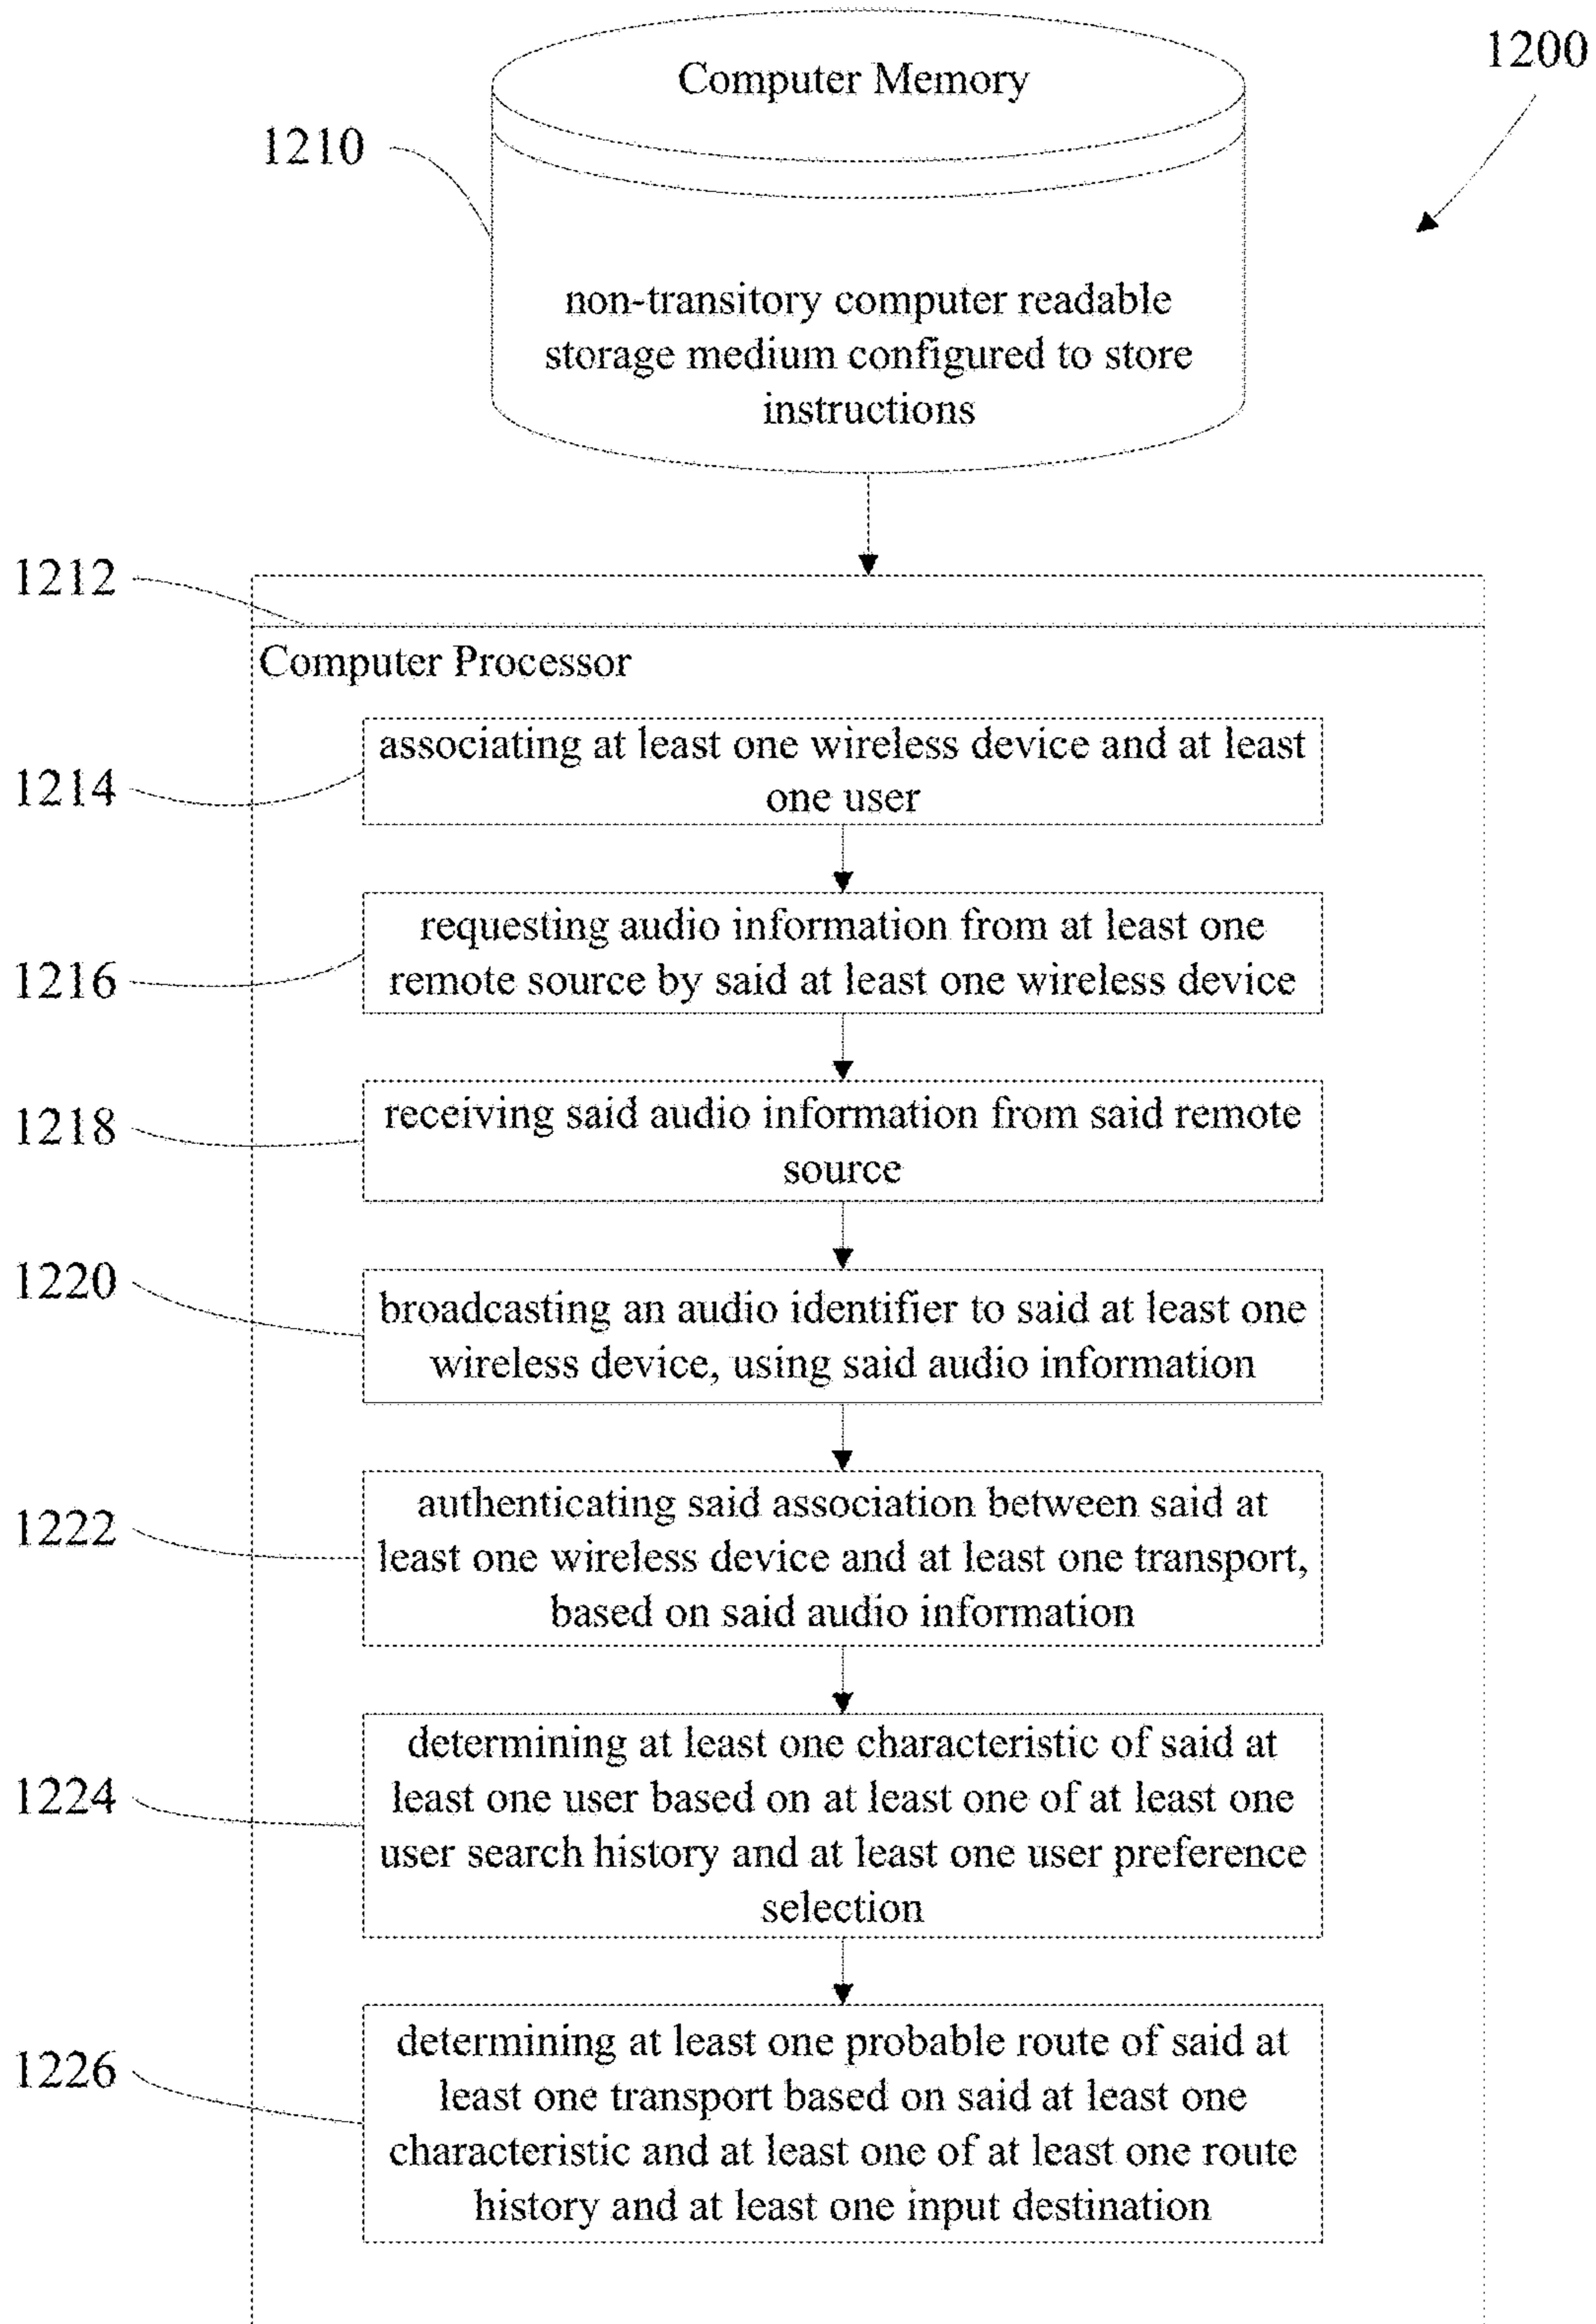 Computer Memory
1200
1210
non-transitory computer readable
storage medium configured to store
instructions
1212
Computer Processor
1214
associating at least one wireless device and at least
one user
1216
requesting audio information from at least one
remote source by said at least one wireless device
1218
receiving said audio information from said remote
source
1220
broadcasting an audio identifier to said at least one
wireless device, using said audio information
1222
authenticating said association between said at
least one wireless device and at least one transport,
based on said audio information
1224
determining at least one characteristic of said at
least one user based on at least one of at least one
user search history and at least one user preference
selection
1226
determining at least one probable route of said at
least one transport based on said at least one
characteristic and at least one of at least one route
history and at least one input destination